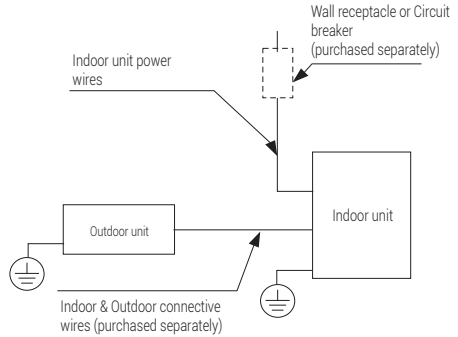 Wall receptacle or Circuit
breaker
(purchased separately)
Indoor unit power
wires
Indoor unit
Outdoor unit
Indoor & Outdoor connective
wires (purchased separately)